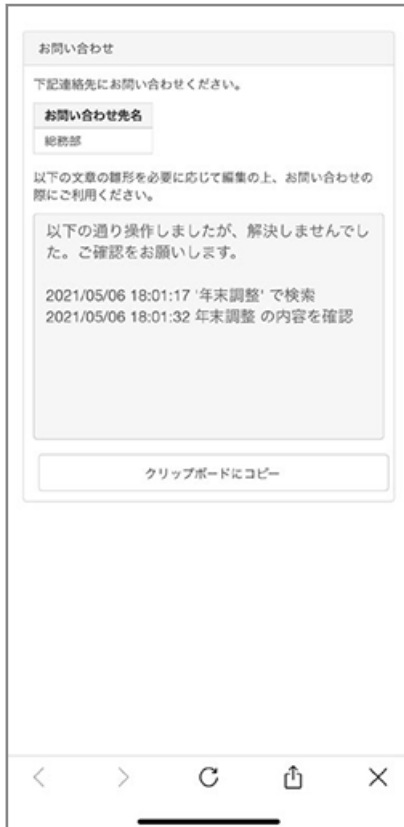 お問い合わせ
下記連絡先にお問い合わせください。
お問い合わせ先名
総務部
以下の文章の雛形を必要に応じて編集の上、お問い合わせの
際にご利用ください。
以下の通り操作しましたが、解決しませんでし
た。ご確認をお願いします。
2021/05/06 18:01:17 '年末調整' で検索
2021/05/06 18:01:32 年末調整 の内容を確認
クリップボードにコピー